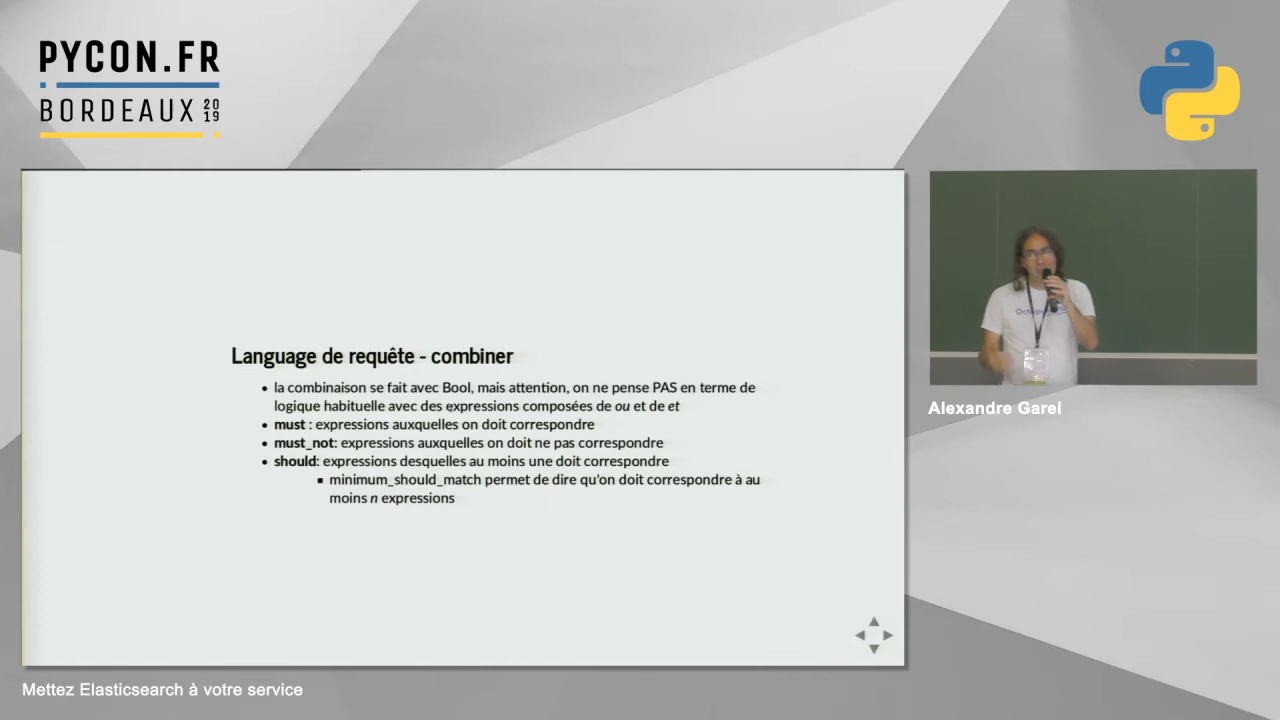 PYCON.FR
BORDEAUX 2019
Language de requête - combiner
• la combinaison se fait avec Bool, mais attention, on ne pense PAS en terme de
logique habituelle avec des expressions composées de ou et de et
• must : expressions auxquelles on doit correspondre
• must_not: expressions auxquelles on doit ne pas correspondre
• should: expressions desquelles au moins une doit correspondre
▪ minimum_should_match permet de dire qu'on doit correspondre à au
moins n expressions
Alexandre Garel
Mettez Elasticsearch à votre service